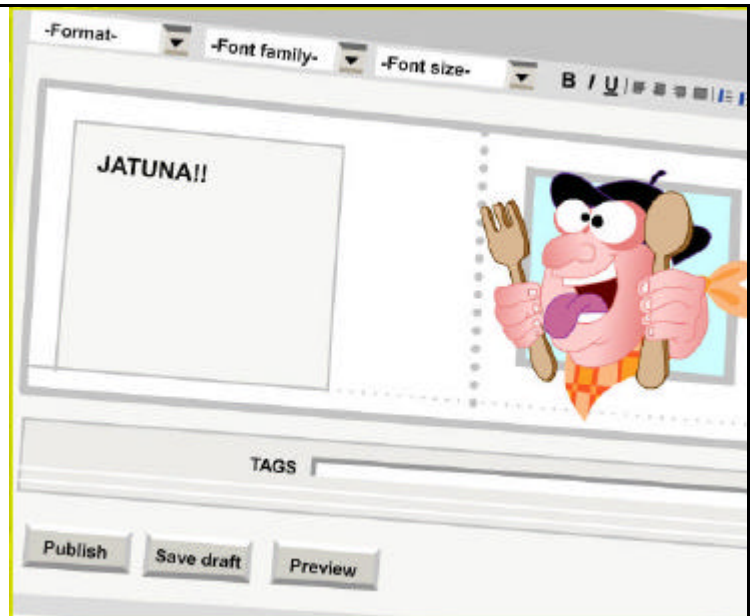 -Format- -Font family- -Font size- B I U
JATUNA!!
TAGS
Publish Save draft Preview